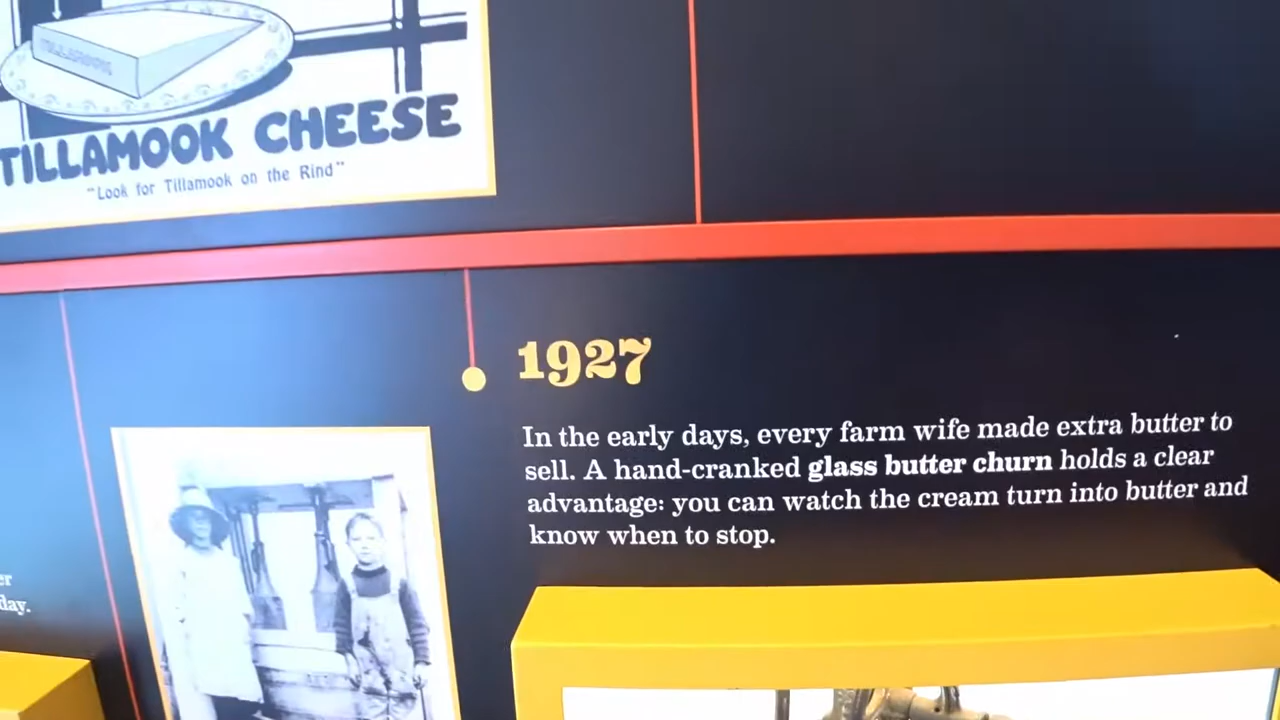 TILLAMOOK
TILLAMOOK CHEESE
"Look for Tillamook on the Rind"
1927
In the early days, every farm wife made extra butter to
sell. A hand-cranked glass butter churn holds a clear
advantage: you can watch the cream turn into butter and
know when to stop.
day.